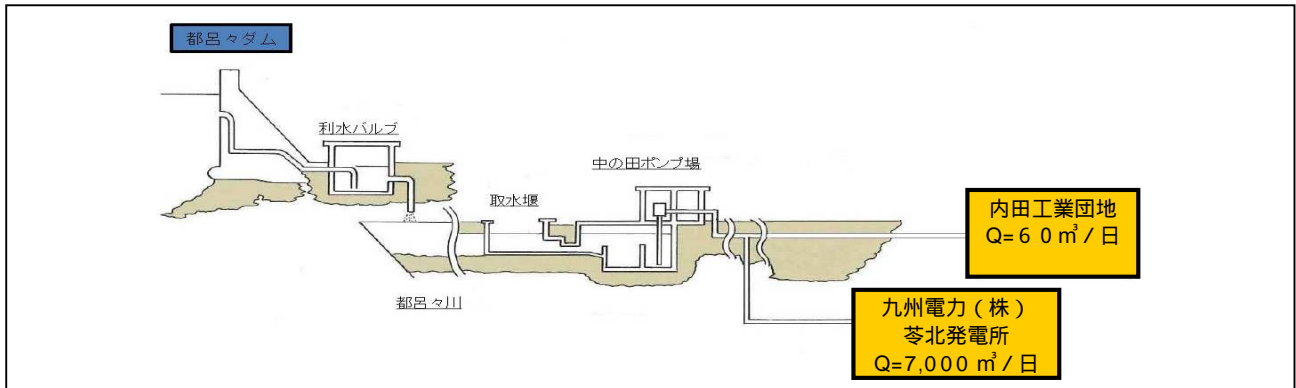 都呂々ダム
利水バルブ
中の田ポンプ場
取水堰
内田工業団地
Q=６０㎥/日
都呂々川
九州電力（株）
苓北発電所
Q=7,000 ㎥/日